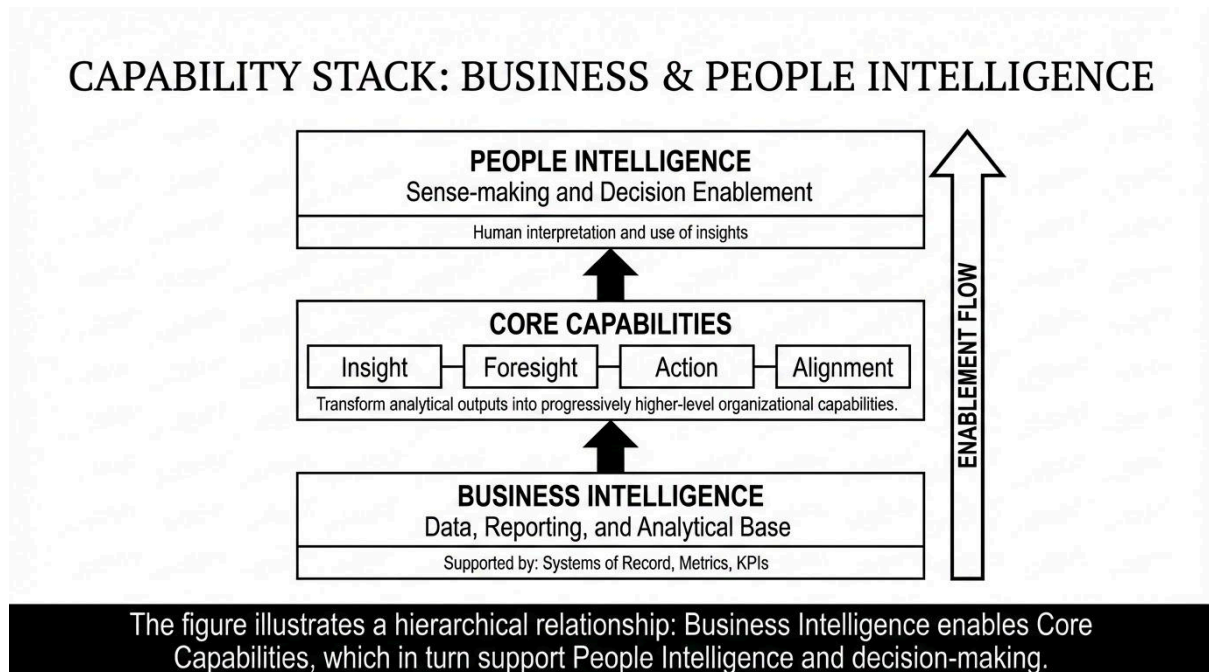 CAPABILITY STACK: BUSINESS & PEOPLE INTELLIGENCE
PEOPLE INTELLIGENCE
Sense-making and Decision Enablement
Human interpretation and use of insights
CORE CAPABILITIES
Insight
Foresight
Action
Alignment
Transform analytical outputs into progressively higher-level organizational capabilities.
BUSINESS INTELLIGENCE
Data, Reporting, and Analytical Base
Supported by: Systems of Record, Metrics, KPIs
ENABLEMENT FLOW
The figure illustrates a hierarchical relationship: Business Intelligence enables Core
Capabilities, which in turn support People Intelligence and decision-making.